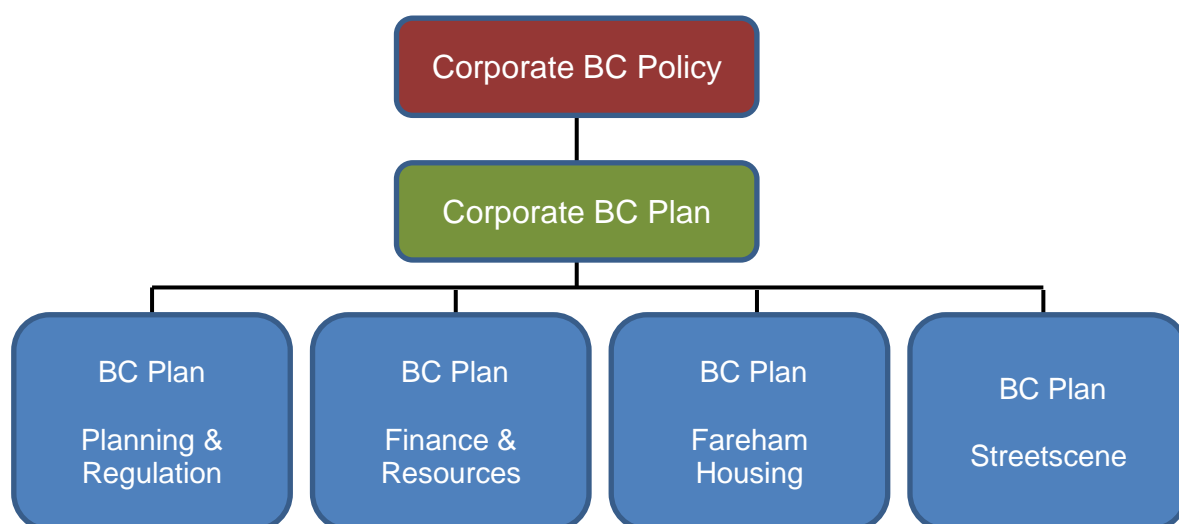 Corporate BC Policy
Corporate BC Plan
BC Plan
Planning &
Regulation
BC Plan
Finance &
Resources
BC Plan
Fareham
Housing
BC Plan
Streetscene